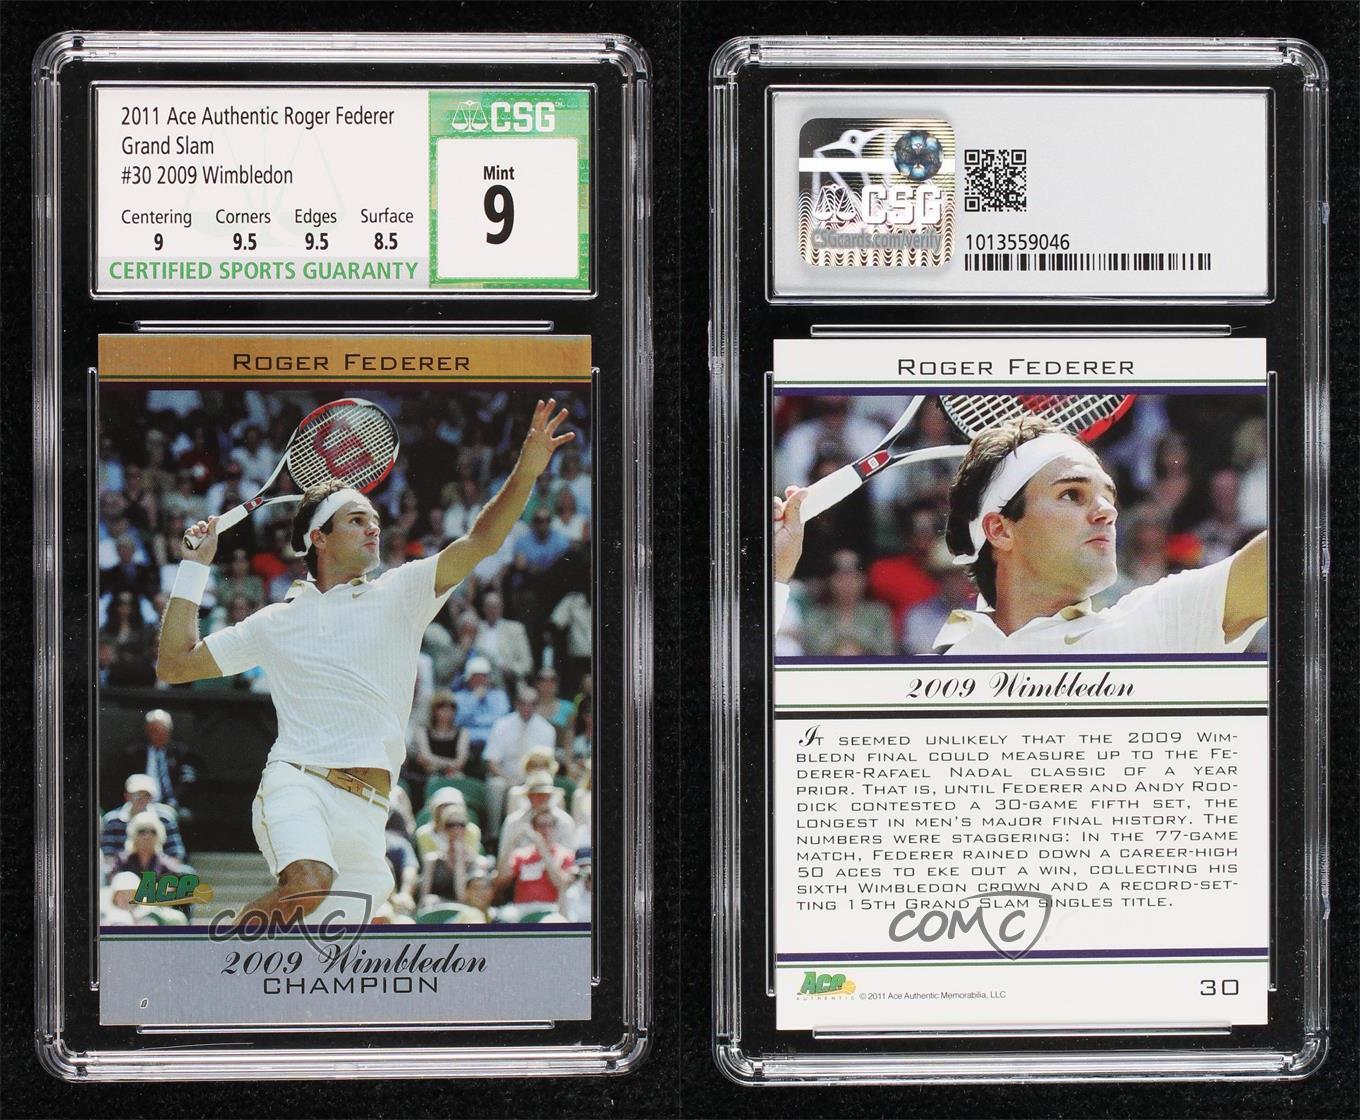 2011 Ace Authentic Roger Federer
Grand Slam
#30 2009 Wimbledon
Centering Corners Edges Surface
9 9.5 9.5 8.5
CERTIFIED SPORTS GUARANTY
CSG™
Mint
9
ROGER FEDERER
W
Ace
COMC
2009 Wimbledon
CHAMPION
CSG
CSGcards.com/verify
1013559046
ROGER FEDERER
2009 Wimbledon
IT SEEMED UNLIKELY THAT THE 2009 WIM-
BLEDN FINAL COULD MEASURE UP TO THE FE-
DERER-RAFAEL NADAL CLASSIC OF A YEAR
PRIOR. THAT IS, UNTIL FEDERER AND ANDY ROD-
DICK CONTESTED A 30-GAME FIFTH SET, THE
LONGEST IN MEN'S MAJOR FINAL HISTORY. THE
NUMBERS WERE STAGGERING: IN THE 77-GAME
MATCH, FEDERER RAINED DOWN A CAREER-HIGH
50 ACES TO EKE OUT A WIN, COLLECTING HIS
SIXTH WIMBLEDON CROWN AND A RECORD-SET-
TING 15TH GRAND SLAM SINGLES TITLE.
COMC
Ace
AUTHENTIC
© 2011 Ace Authentic Memorabilia, LLC
30